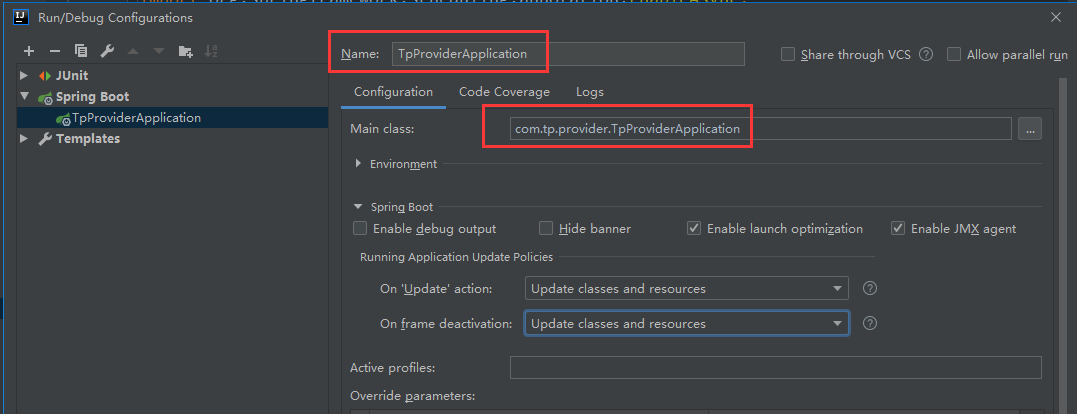 Run/Debug Configurations
Name: TpProviderApplication
Share through VCS
Allow parallel run
JUnit
Spring Boot
TpProviderApplication
Templates
Configuration Code Coverage Logs
Main class: com.tp.provider.TpProviderApplication ...
Environment
Spring Boot
Enable debug output Hide banner Enable launch optimization Enable JMX agent
Running Application Update Policies
On 'Update' action: Update classes and resources ?
On frame deactivation: Update classes and resources ?
Active profiles:
Override parameters: